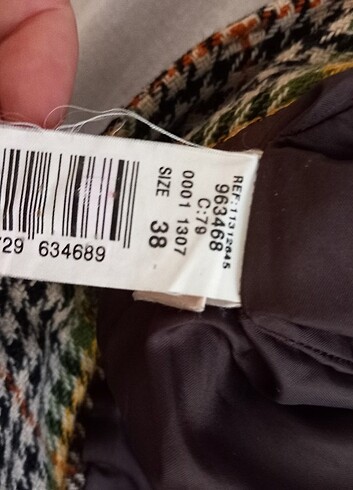 REF:11312645
963468
C:79
0001 1307
SIZE 38
729 634689